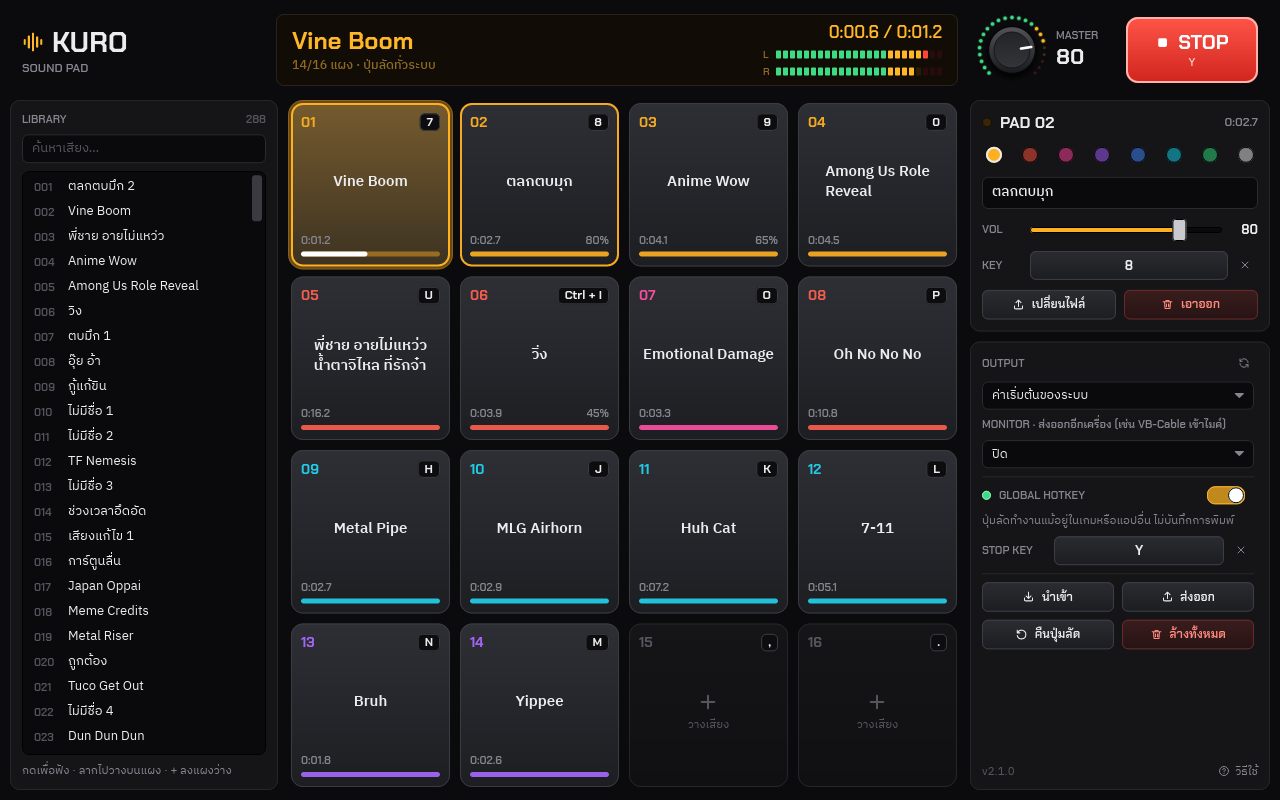 KURO
SOUND PAD
Vine Boom
14/16 แผง · ปุ่มลัดทั่วระบบ
0:00.6 / 0:01.2
L
R
MASTER
80
STOP
Y
LIBRARY
288
ค้นหาเสียง...
001 ตลกตบมึก 2
002 Vine Boom
003 พี่ชาย อายไม่แหว่ว
004 Anime Wow
005 Among Us Role Reveal
006 วิง
007 ตบมึก 1
008 อุ๊ย อ้า
009 กู้แก้ขิน
010 ไม่มีชื่อ 1
011 ไม่มีชื่อ 2
012 TF Nemesis
013 ไม่มีชื่อ 3
014 ช่วงเวลาอึดอัด
015 เสียงแก้ไข 1
016 การ์ตูนลื่น
017 Japan Oppai
018 Meme Credits
019 Metal Riser
020 ถูกต้อง
021 Tuco Get Out
022 ไม่มีชื่อ 4
023 Dun Dun Dun
กดเพื่อฟัง · ลากไปวางบนแผง · + ลงแผงว่าง
01 7
Vine Boom
0:01.2
02 8
ตลกตบมุก
0:02.7 80%
03 9
Anime Wow
0:04.1 65%
04 0
Among Us Role
Reveal
0:04.5
05 U
พี่ชาย อายไม่แหว่ว
น้ำตาจิไหล ที่รักจ๋า
0:16.2
06 Ctrl + I
วิ่ง
0:03.9 45%
07 O
Emotional Damage
0:03.3
08 P
Oh No No No
0:10.8
09 H
Metal Pipe
0:02.7
10 J
MLG Airhorn
0:02.9
11 K
Huh Cat
0:07.2
12 L
7-11
0:05.1
13 N
Bruh
0:01.8
14 M
Yippee
0:02.6
15 ,
+
วางเสียง
16 .
+
วางเสียง
PAD 02
0:02.7
ตลกตบมุก
VOL 80
KEY 8 ×
เปลี่ยนไฟล์
เอาออก
OUTPUT
ค่าเริ่มต้นของระบบ
MONITOR · ส่งออกอีกเครื่อง (เช่น VB-Cable เข้าไมค์)
ปิด
GLOBAL HOTKEY
ปุ่มลัดทำงานแม้อยู่ในเกมหรือแอปอื่น ไม่บันทึกการพิมพ์
STOP KEY Y ×
นำเข้า
ส่งออก
คืนปุ่มลัด
ล้างทั้งหมด
v2.1.0
วิธีใช้